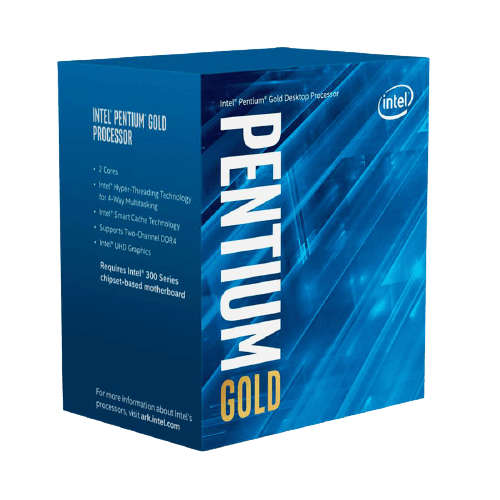 INTEL® PENTIUM® GOLD
PROCESSOR
• 2 Cores
• Intel® Hyper-Threading Technology
for 4-Way Multitasking
• Intel® Smart Cache Technology
• Supports Two-Channel DDR4
• Intel® UHD Graphics
Requires Intel® 300 Series
chipset-based motherboard
For more information about Intel's
processors, visit ark.intel.com
Intel® Pentium® Gold Desktop Processor
intel®
PENTIUM
GOLD